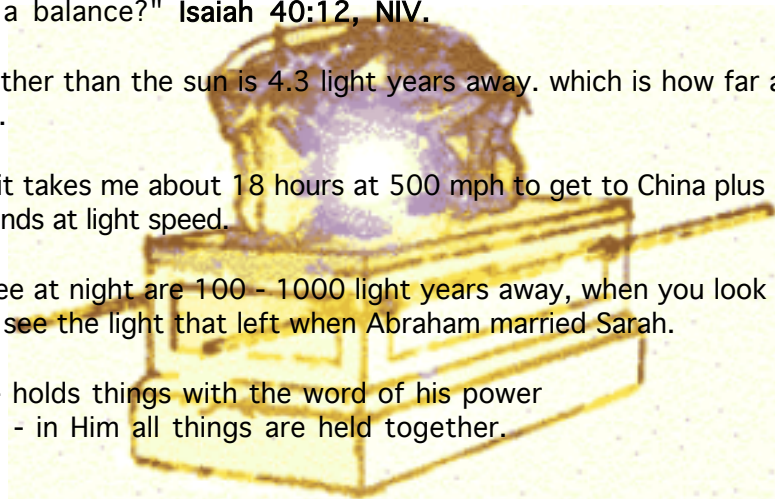 a balance?" Isaiah 40:12, NIV.
ther than the sun is 4.3 light years away. which is how far a
.
it takes me about 18 hours at 500 mph to get to China plus
nds at light speed.
ee at night are 100 - 1000 light years away, when you look
see the light that left when Abraham married Sarah.
holds things with the word of his power
- in Him all things are held together.